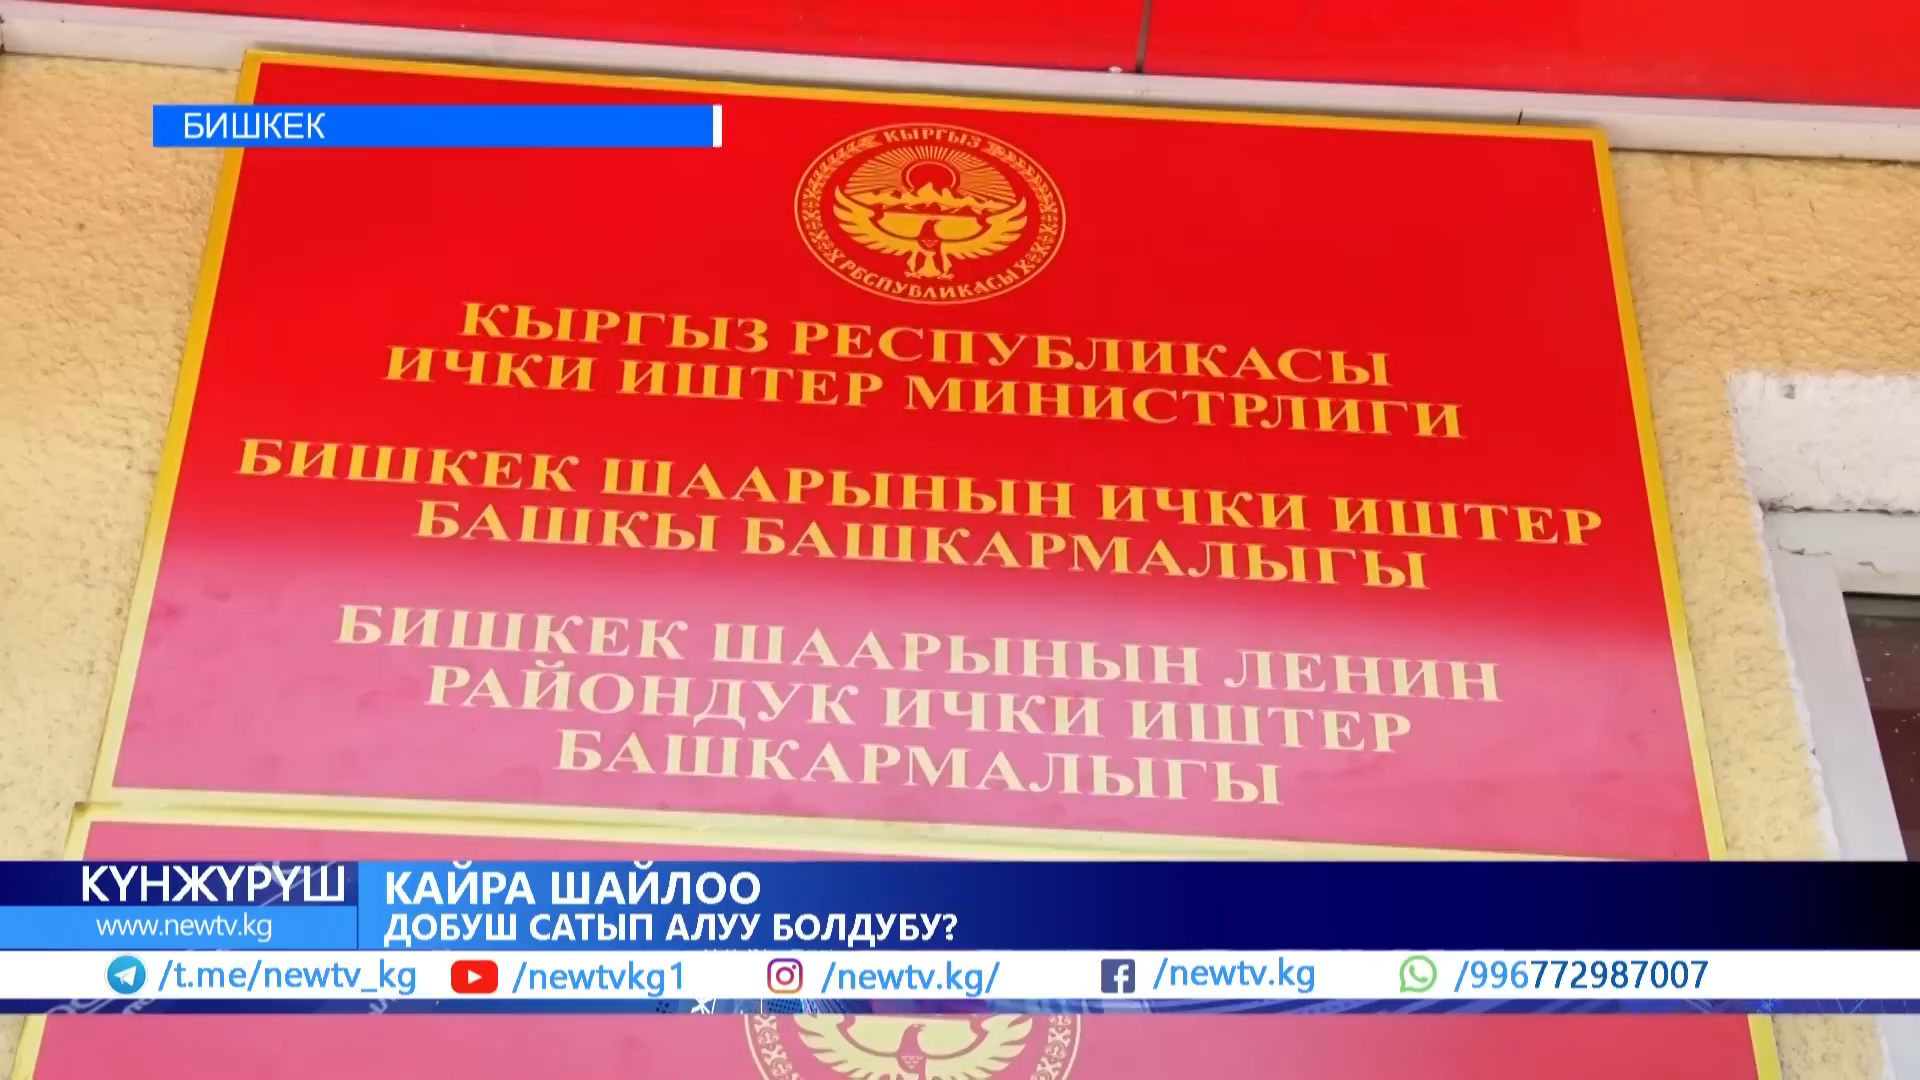 БИШКЕК
КЫРГЫЗ
РЕСПУБЛИКАСЫ
КЫРГЫЗ РЕСПУБЛИКАСЫ
ИЧКИ ИШТЕР МИНИСТРЛИГИ
БИШКЕК ШААРЫНЫН ИЧКИ ИШТЕР
БАШКЫ БАШКАРМАЛЫГЫ
БИШКЕК ШААРЫНЫН ЛЕНИН
РАЙОНДУК ИЧКИ ИШТЕР
БАШКАРМАЛЫГЫ
КҮНЖҮРҮШ
www.newtv.kg
КАЙРА ШАЙЛОО
ДОБУШ САТЫП АЛУУ БОЛДУБУ?
/t.me/newtv_kg
/newtvkg1
/newtv.kg/
/newtv.kg
/996772987007